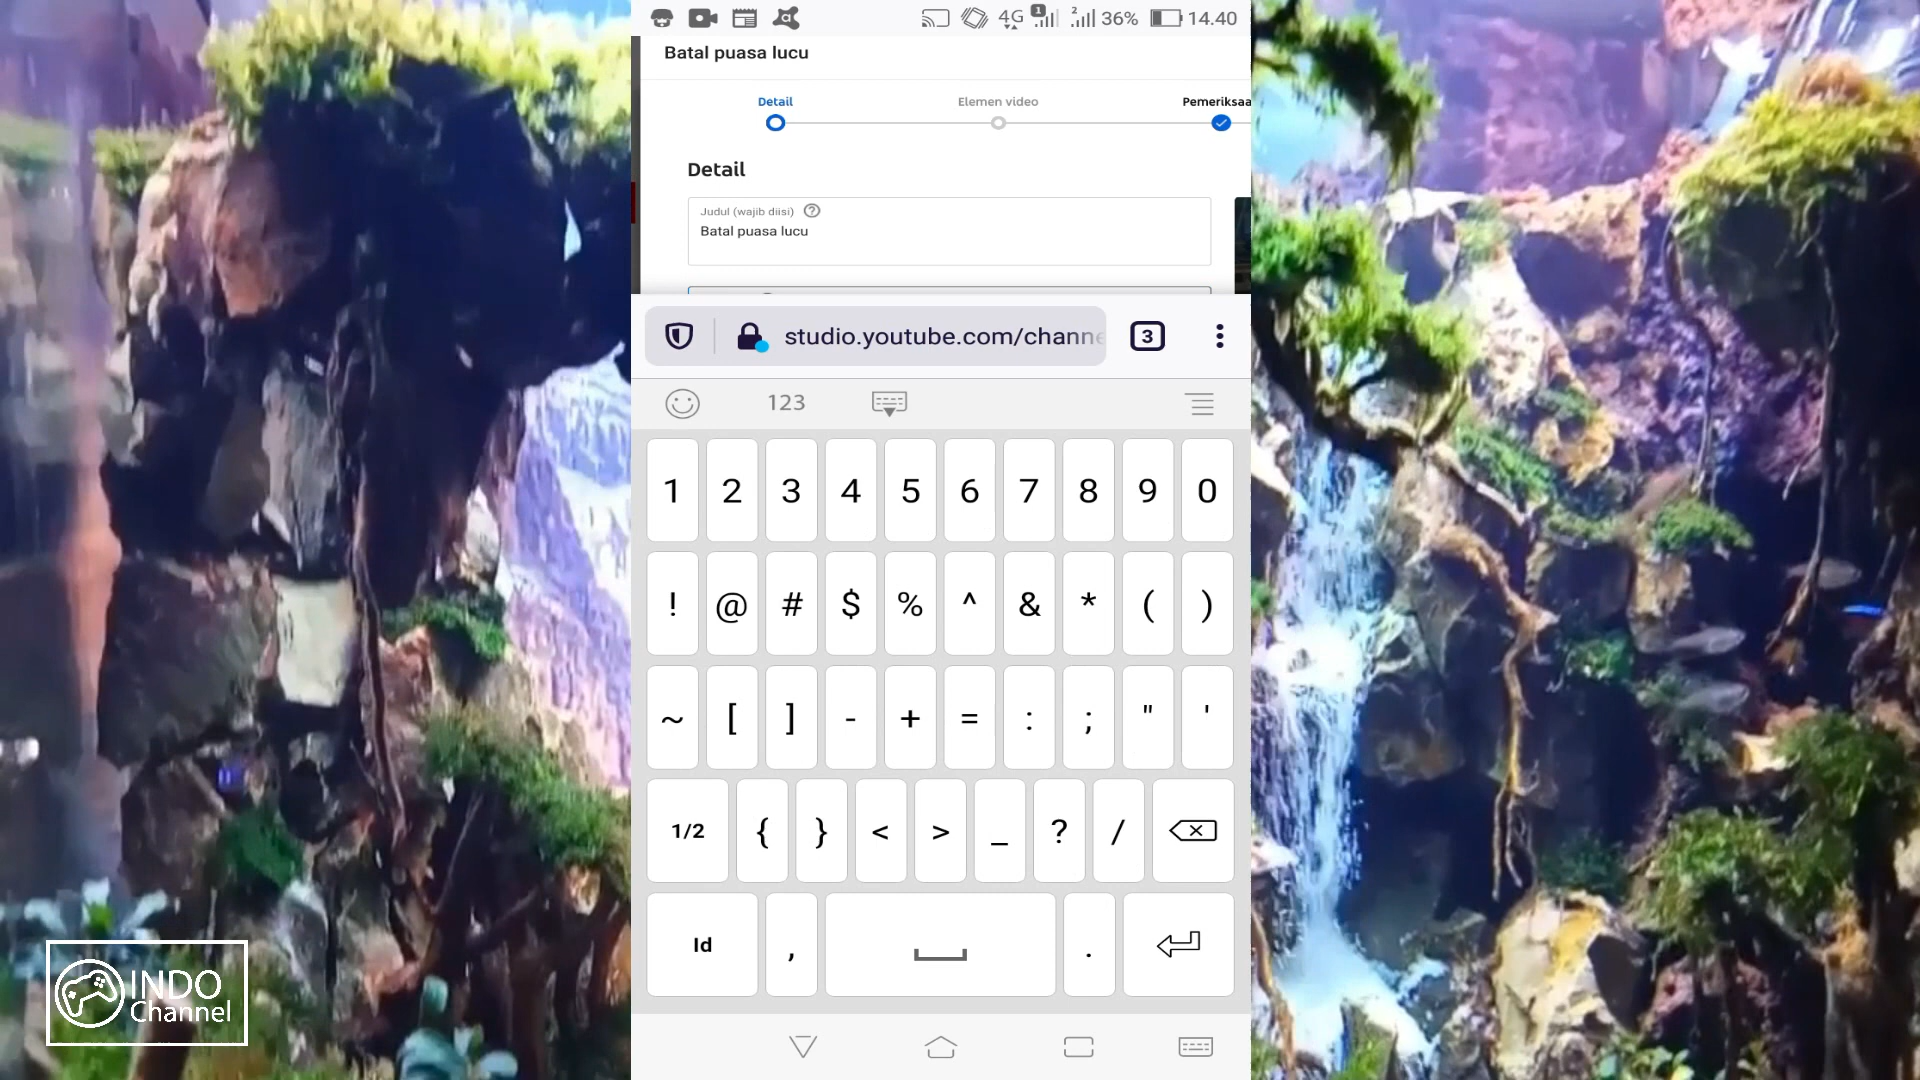 4G 1 2 36% 14.40
Batal puasa lucu
Detail Elemen video Pemeriksaa
Detail
Judul (wajib diisi) ?
Batal puasa lucu
studio.youtube.com/channe 3
123
1 2 3 4 5 6 7 8 9 0
! @ # $ % ^ & * ( )
~ [ ] - + = : ; " '
1/2 { } < > _ ? /
Id , .
INDO
Channel